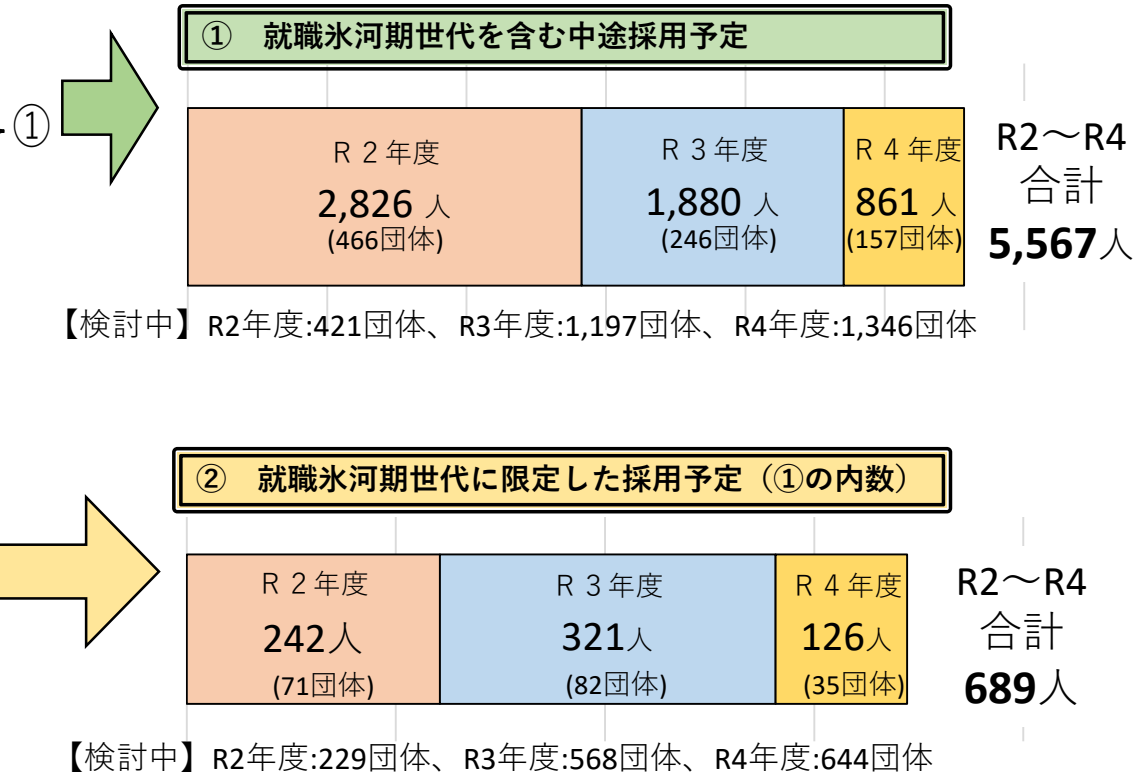 ① 就職氷河期世代を含む中途採用予定
①
R2年度
2,826人
(466団体)
R3年度
1,880人
(246団体)
R4年度
861人
(157団体)
R2～R4
合計
5,567人
【検討中】R2年度:421団体、R3年度:1,197団体、R4年度:1,346団体
② 就職氷河期世代に限定した採用予定（①の内数）
R2年度
242人
(71団体)
R3年度
321人
(82団体)
R4年度
126人
(35団体)
R2～R4
合計
689人
【検討中】R2年度:229団体、R3年度:568団体、R4年度:644団体